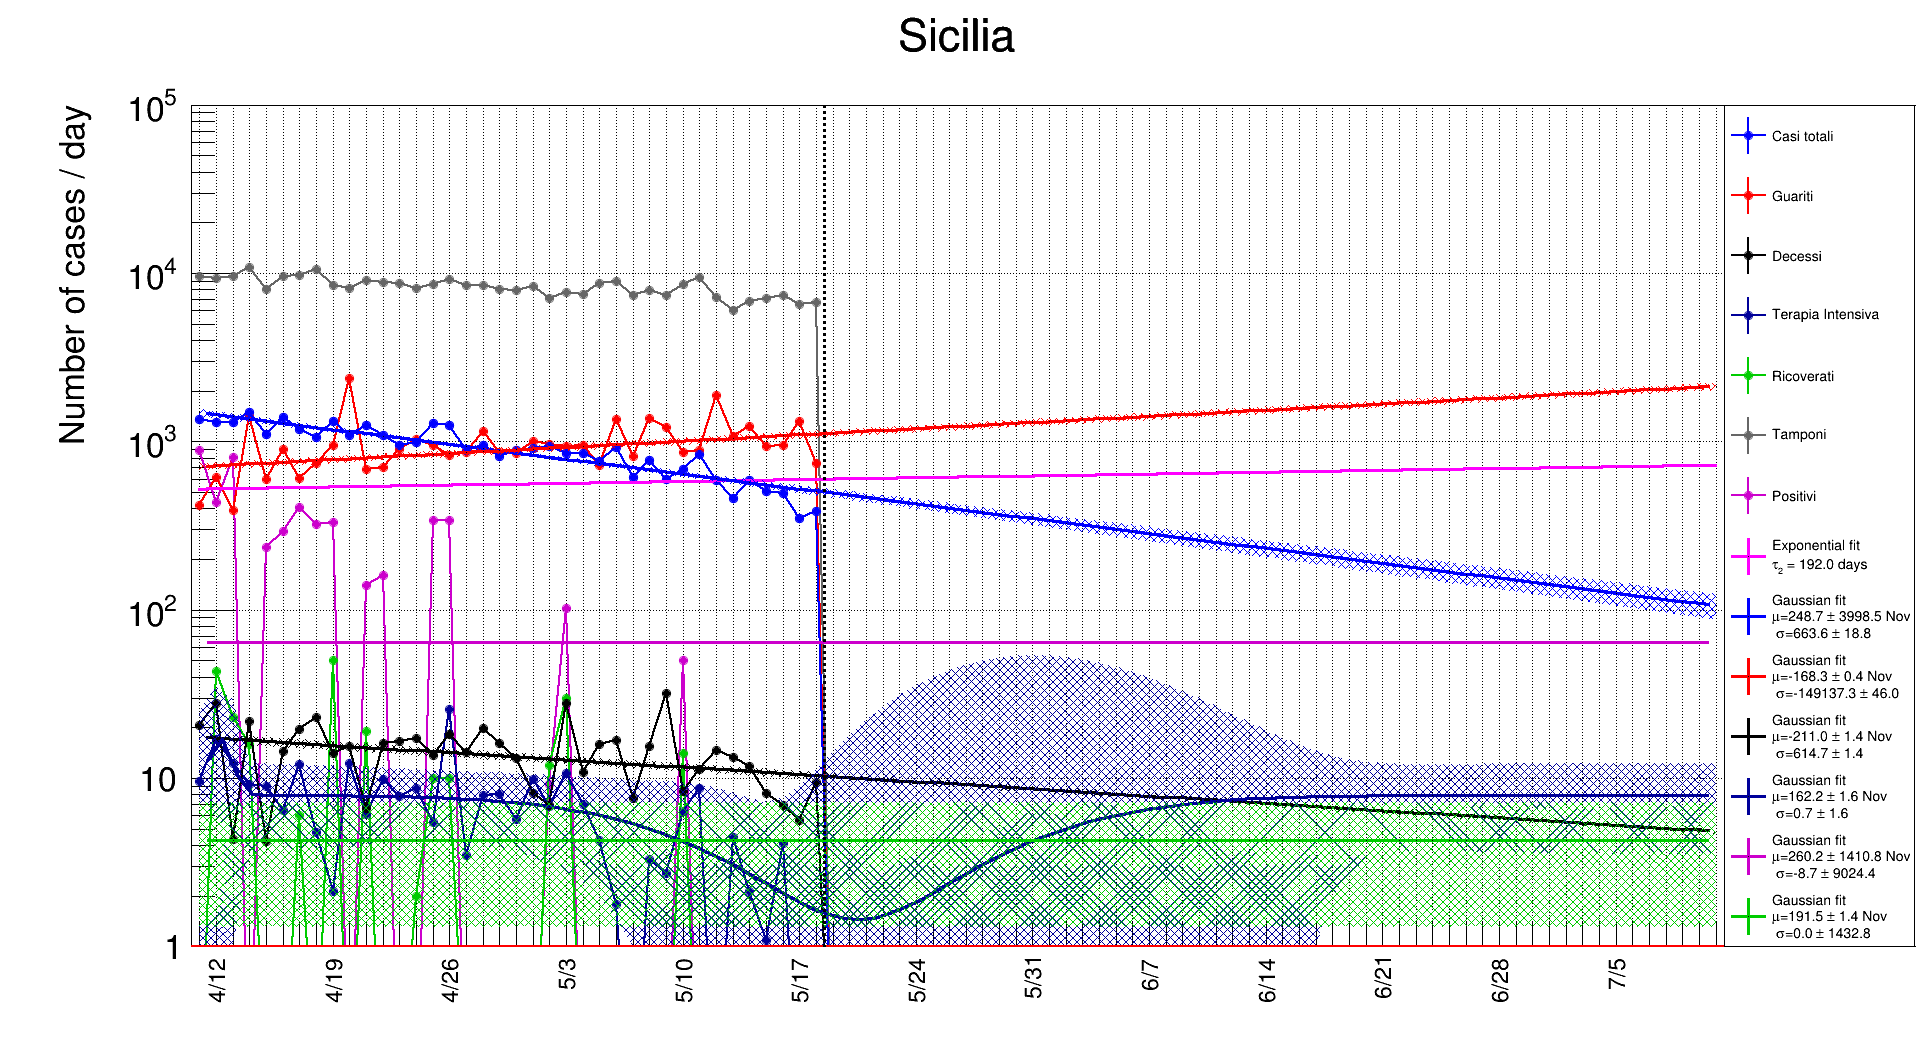 Sicilia
Number of cases / day
10^5
10^4
10^3
10^2
10
1
4/12
4/19
4/26
5/3
5/10
5/17
5/24
5/31
6/7
6/14
6/21
6/28
7/5
Casi totali
Guariti
Decessi
Terapia Intensiva
Ricoverati
Tamponi
Positivi
Exponential fit
τ₂ = 192.0 days
Gaussian fit
μ=248.7 ± 3998.5 Nov
σ=663.6 ± 18.8
Gaussian fit
μ=-168.3 ± 0.4 Nov
σ=-149137.3 ± 46.0
Gaussian fit
μ=-211.0 ± 1.4 Nov
σ=614.7 ± 1.4
Gaussian fit
μ=162.2 ± 1.6 Nov
σ=0.7 ± 1.6
Gaussian fit
μ=260.2 ± 1410.8 Nov
σ=-8.7 ± 9024.4
Gaussian fit
μ=191.5 ± 1.4 Nov
σ=0.0 ± 1432.8